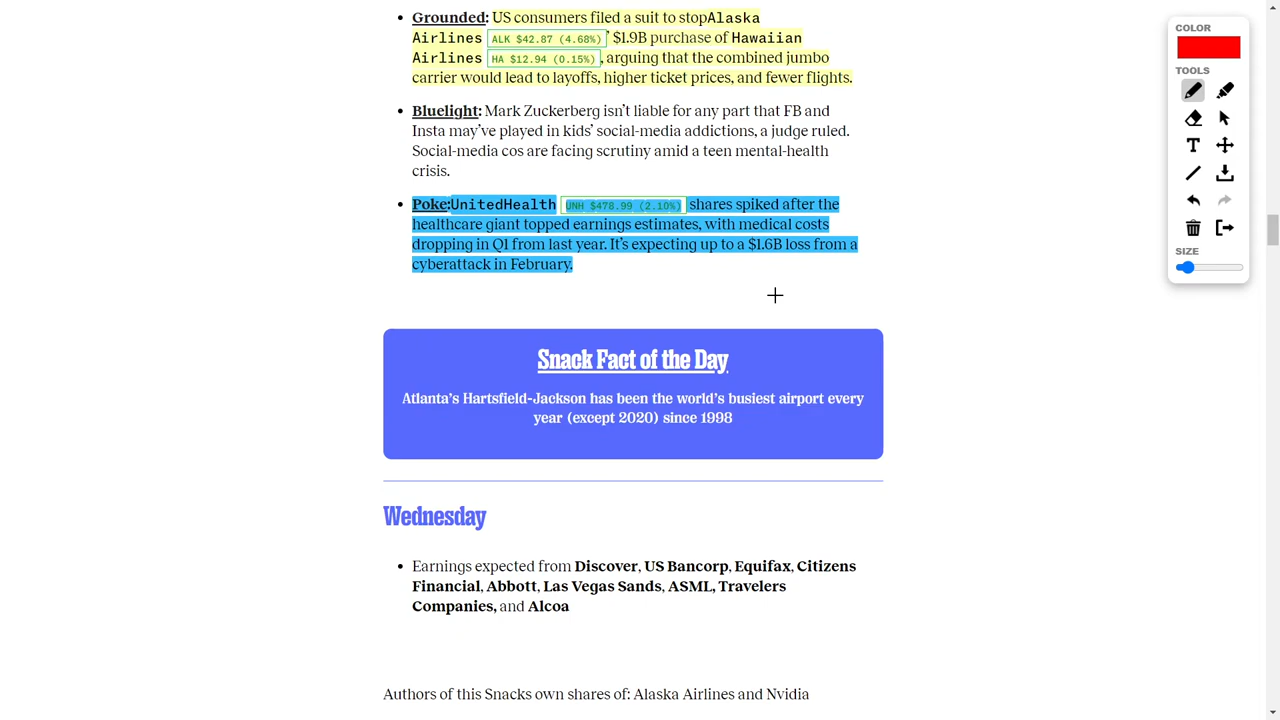 Grounded: US consumers filed a suit to stopAlaska
Airlines ALK $42.87 (4.68%) ’ $1.9B purchase of Hawaiian
Airlines HA $12.94 (0.15%) , arguing that the combined jumbo
carrier would lead to layoffs, higher ticket prices, and fewer flights.
Bluelight: Mark Zuckerberg isn’t liable for any part that FB and
Insta may’ve played in kids’ social-media addictions, a judge ruled.
Social-media cos are facing scrutiny amid a teen mental-health
crisis.
Poke:UnitedHealth UNH $478.99 (2.10%) shares spiked after the
healthcare giant topped earnings estimates, with medical costs
dropping in Q1 from last year. It’s expecting up to a $1.6B loss from a
cyberattack in February.
Snack Fact of the Day
Atlanta’s Hartsfield-Jackson has been the world’s busiest airport every
year (except 2020) since 1998
Wednesday
Earnings expected from Discover, US Bancorp, Equifax, Citizens
Financial, Abbott, Las Vegas Sands, ASML, Travelers
Companies, and Alcoa
Authors of this Snacks own shares of: Alaska Airlines and Nvidia
COLOR
TOOLS
T
SIZE